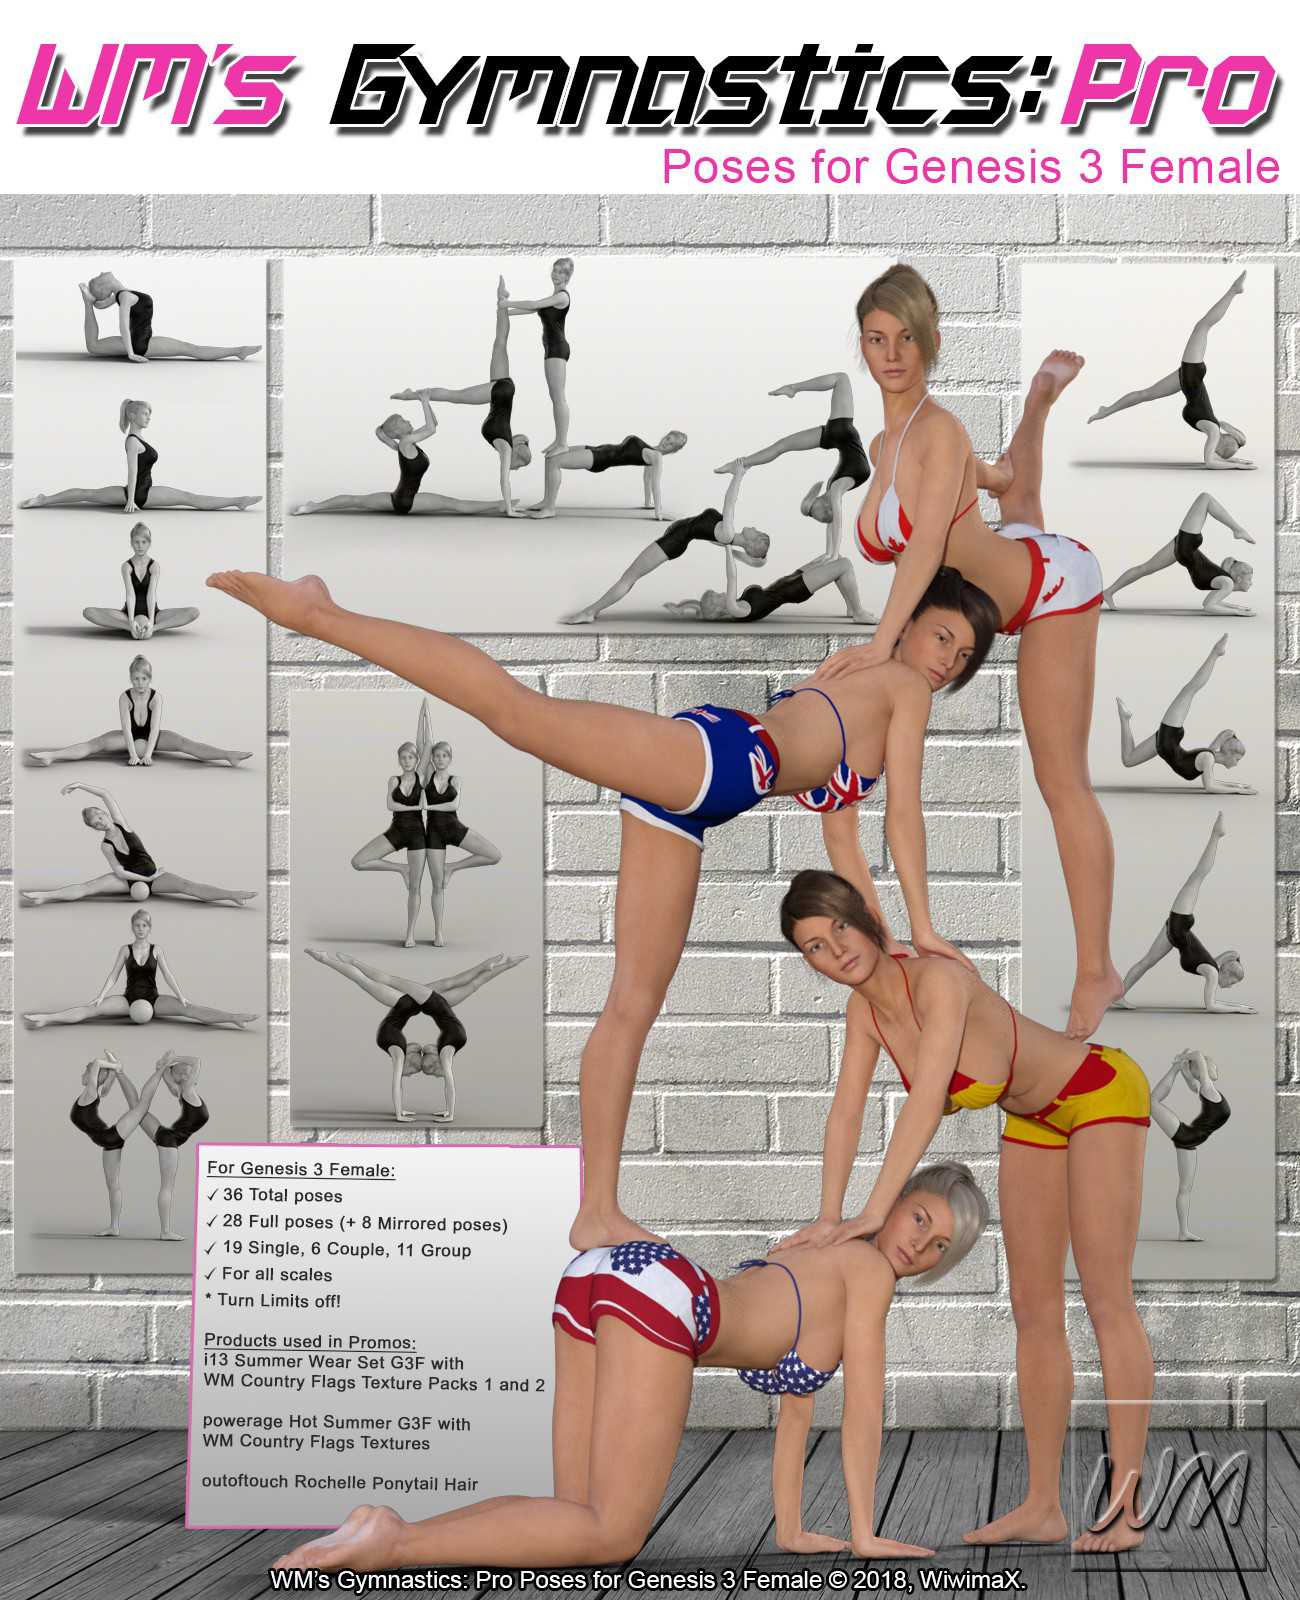 WM's Gymnastics: Pro
Poses for Genesis 3 Female
For Genesis 3 Female:
✓ 36 Total poses
✓ 28 Full poses (+ 8 Mirrored poses)
✓ 19 Single, 6 Couple, 11 Group
✓ For all scales
* Turn Limits off!
Products used in Promos:
i13 Summer Wear Set G3F with
WM Country Flags Texture Packs 1 and 2
powerage Hot Summer G3F with
WM Country Flags Textures
outoftouch Rochelle Ponytail Hair
WM
WM's Gymnastics: Pro Poses for Genesis 3 Female © 2018, WiwimaX.